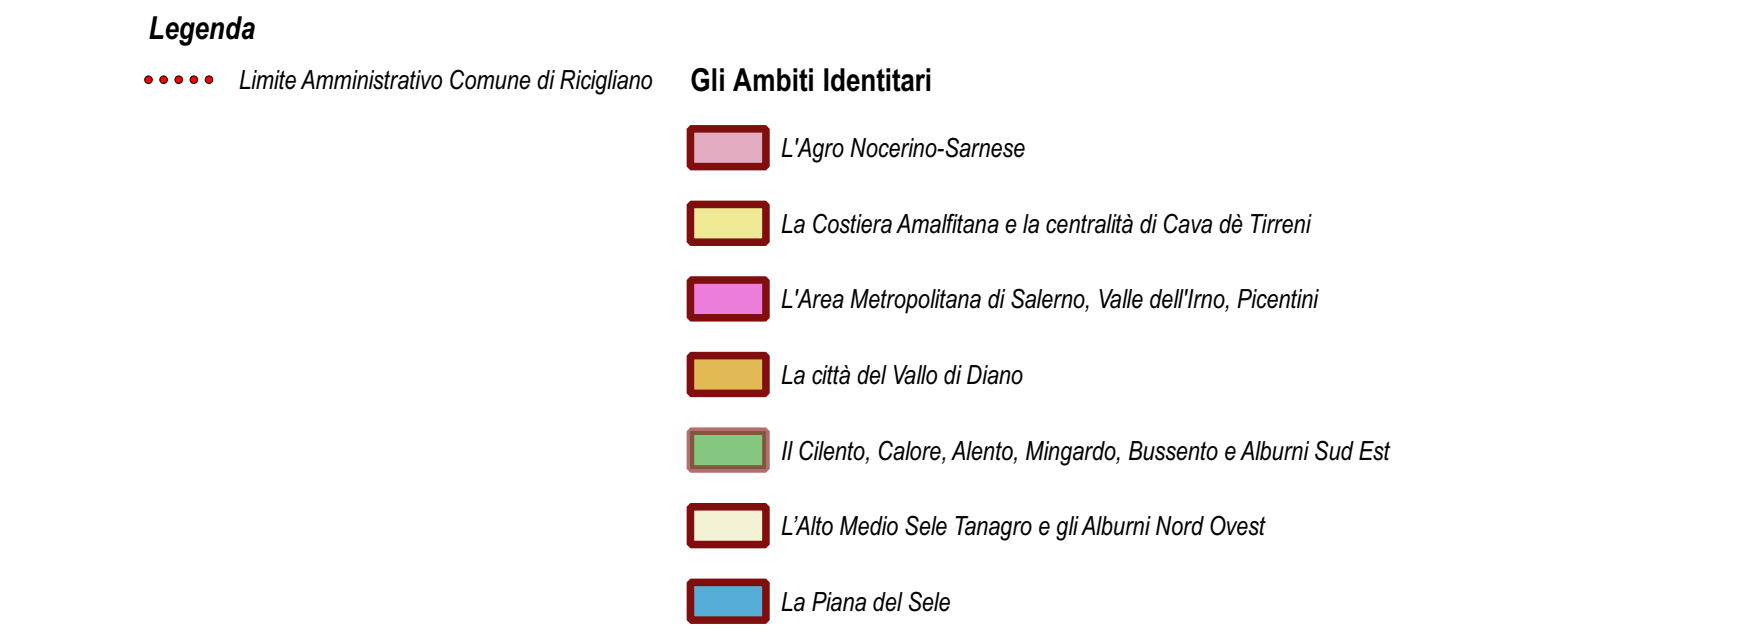 Legenda
Limite Amministrativo Comune di Ricigliano
Gli Ambiti Identitari
L'Agro Nocerino-Sarnese
La Costiera Amalfitana e la centralità di Cava dè Tirreni
L'Area Metropolitana di Salerno, Valle dell'Irno, Picentini
La città del Vallo di Diano
Il Cilento, Calore, Alento, Mingardo, Bussento e Alburni Sud Est
L’Alto Medio Sele Tanagro e gli Alburni Nord Ovest
La Piana del Sele